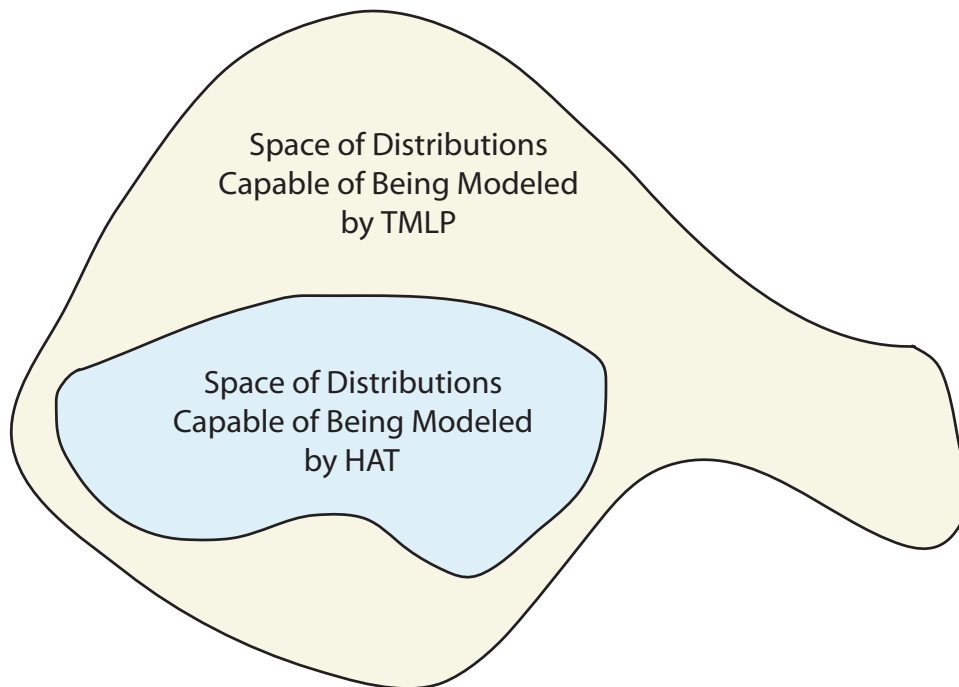 Space of Distributions
Capable of Being Modeled
by TMLP
Space of Distributions
Capable of Being Modeled
by HAT